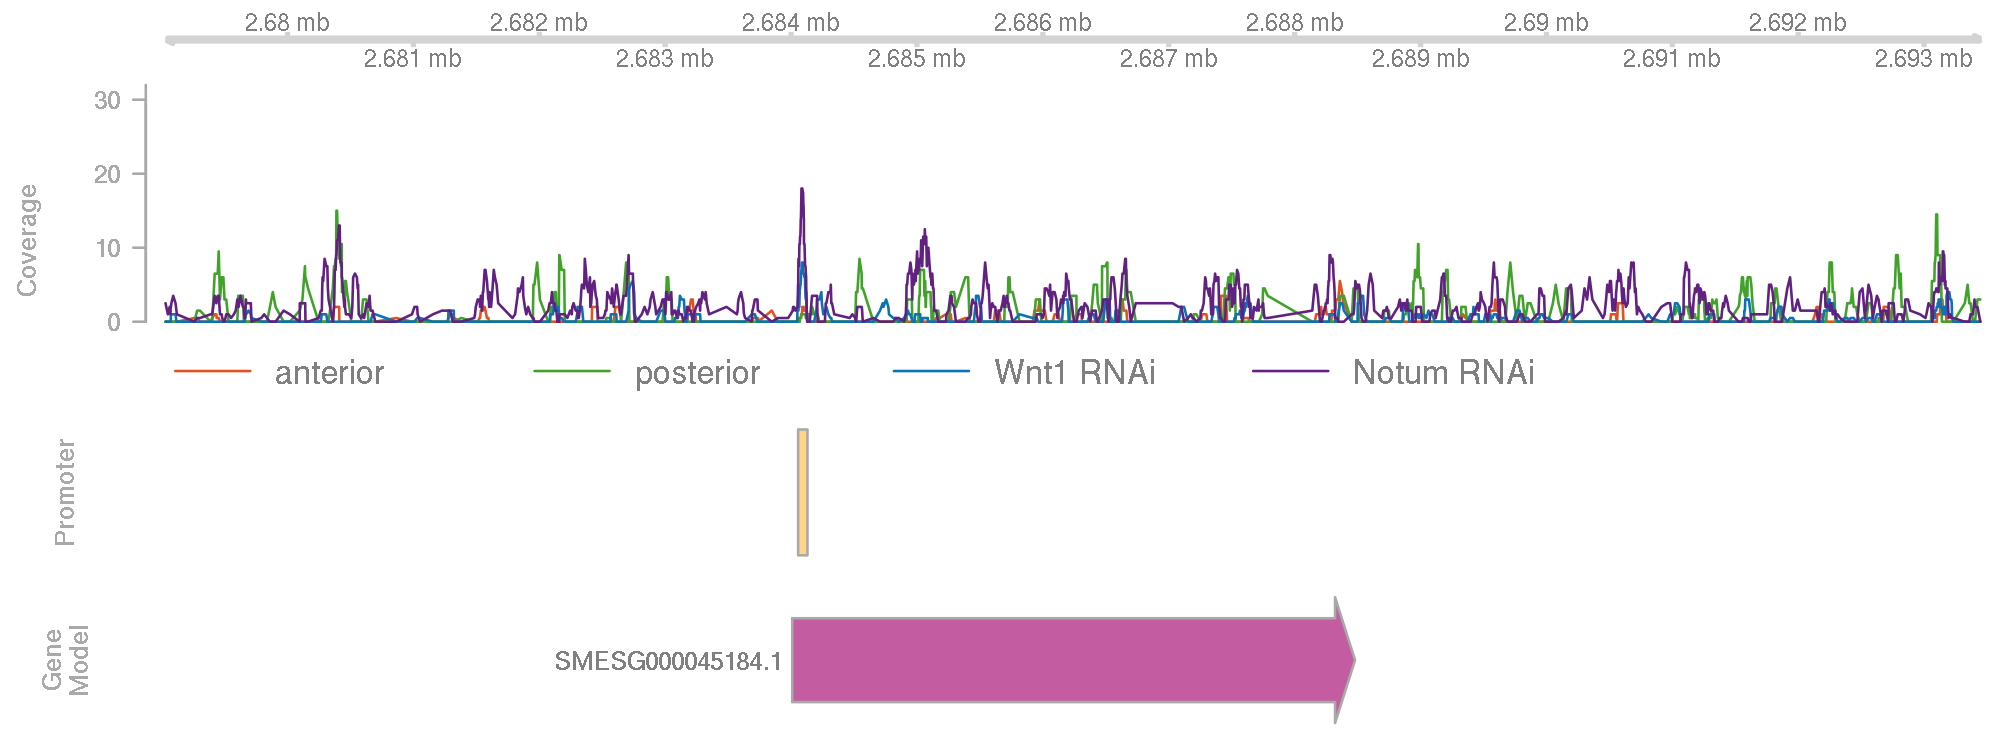 2.68 mb 2.682 mb 2.684 mb 2.686 mb 2.688 mb 2.69 mb 2.692 mb
2.681 mb 2.683 mb 2.685 mb 2.687 mb 2.689 mb 2.691 mb 2.693 mb
30
20
10
0
Coverage
anterior posterior Wnt1 RNAi Notum RNAi
Promoter
Gene
Model
SMESG000045184.1